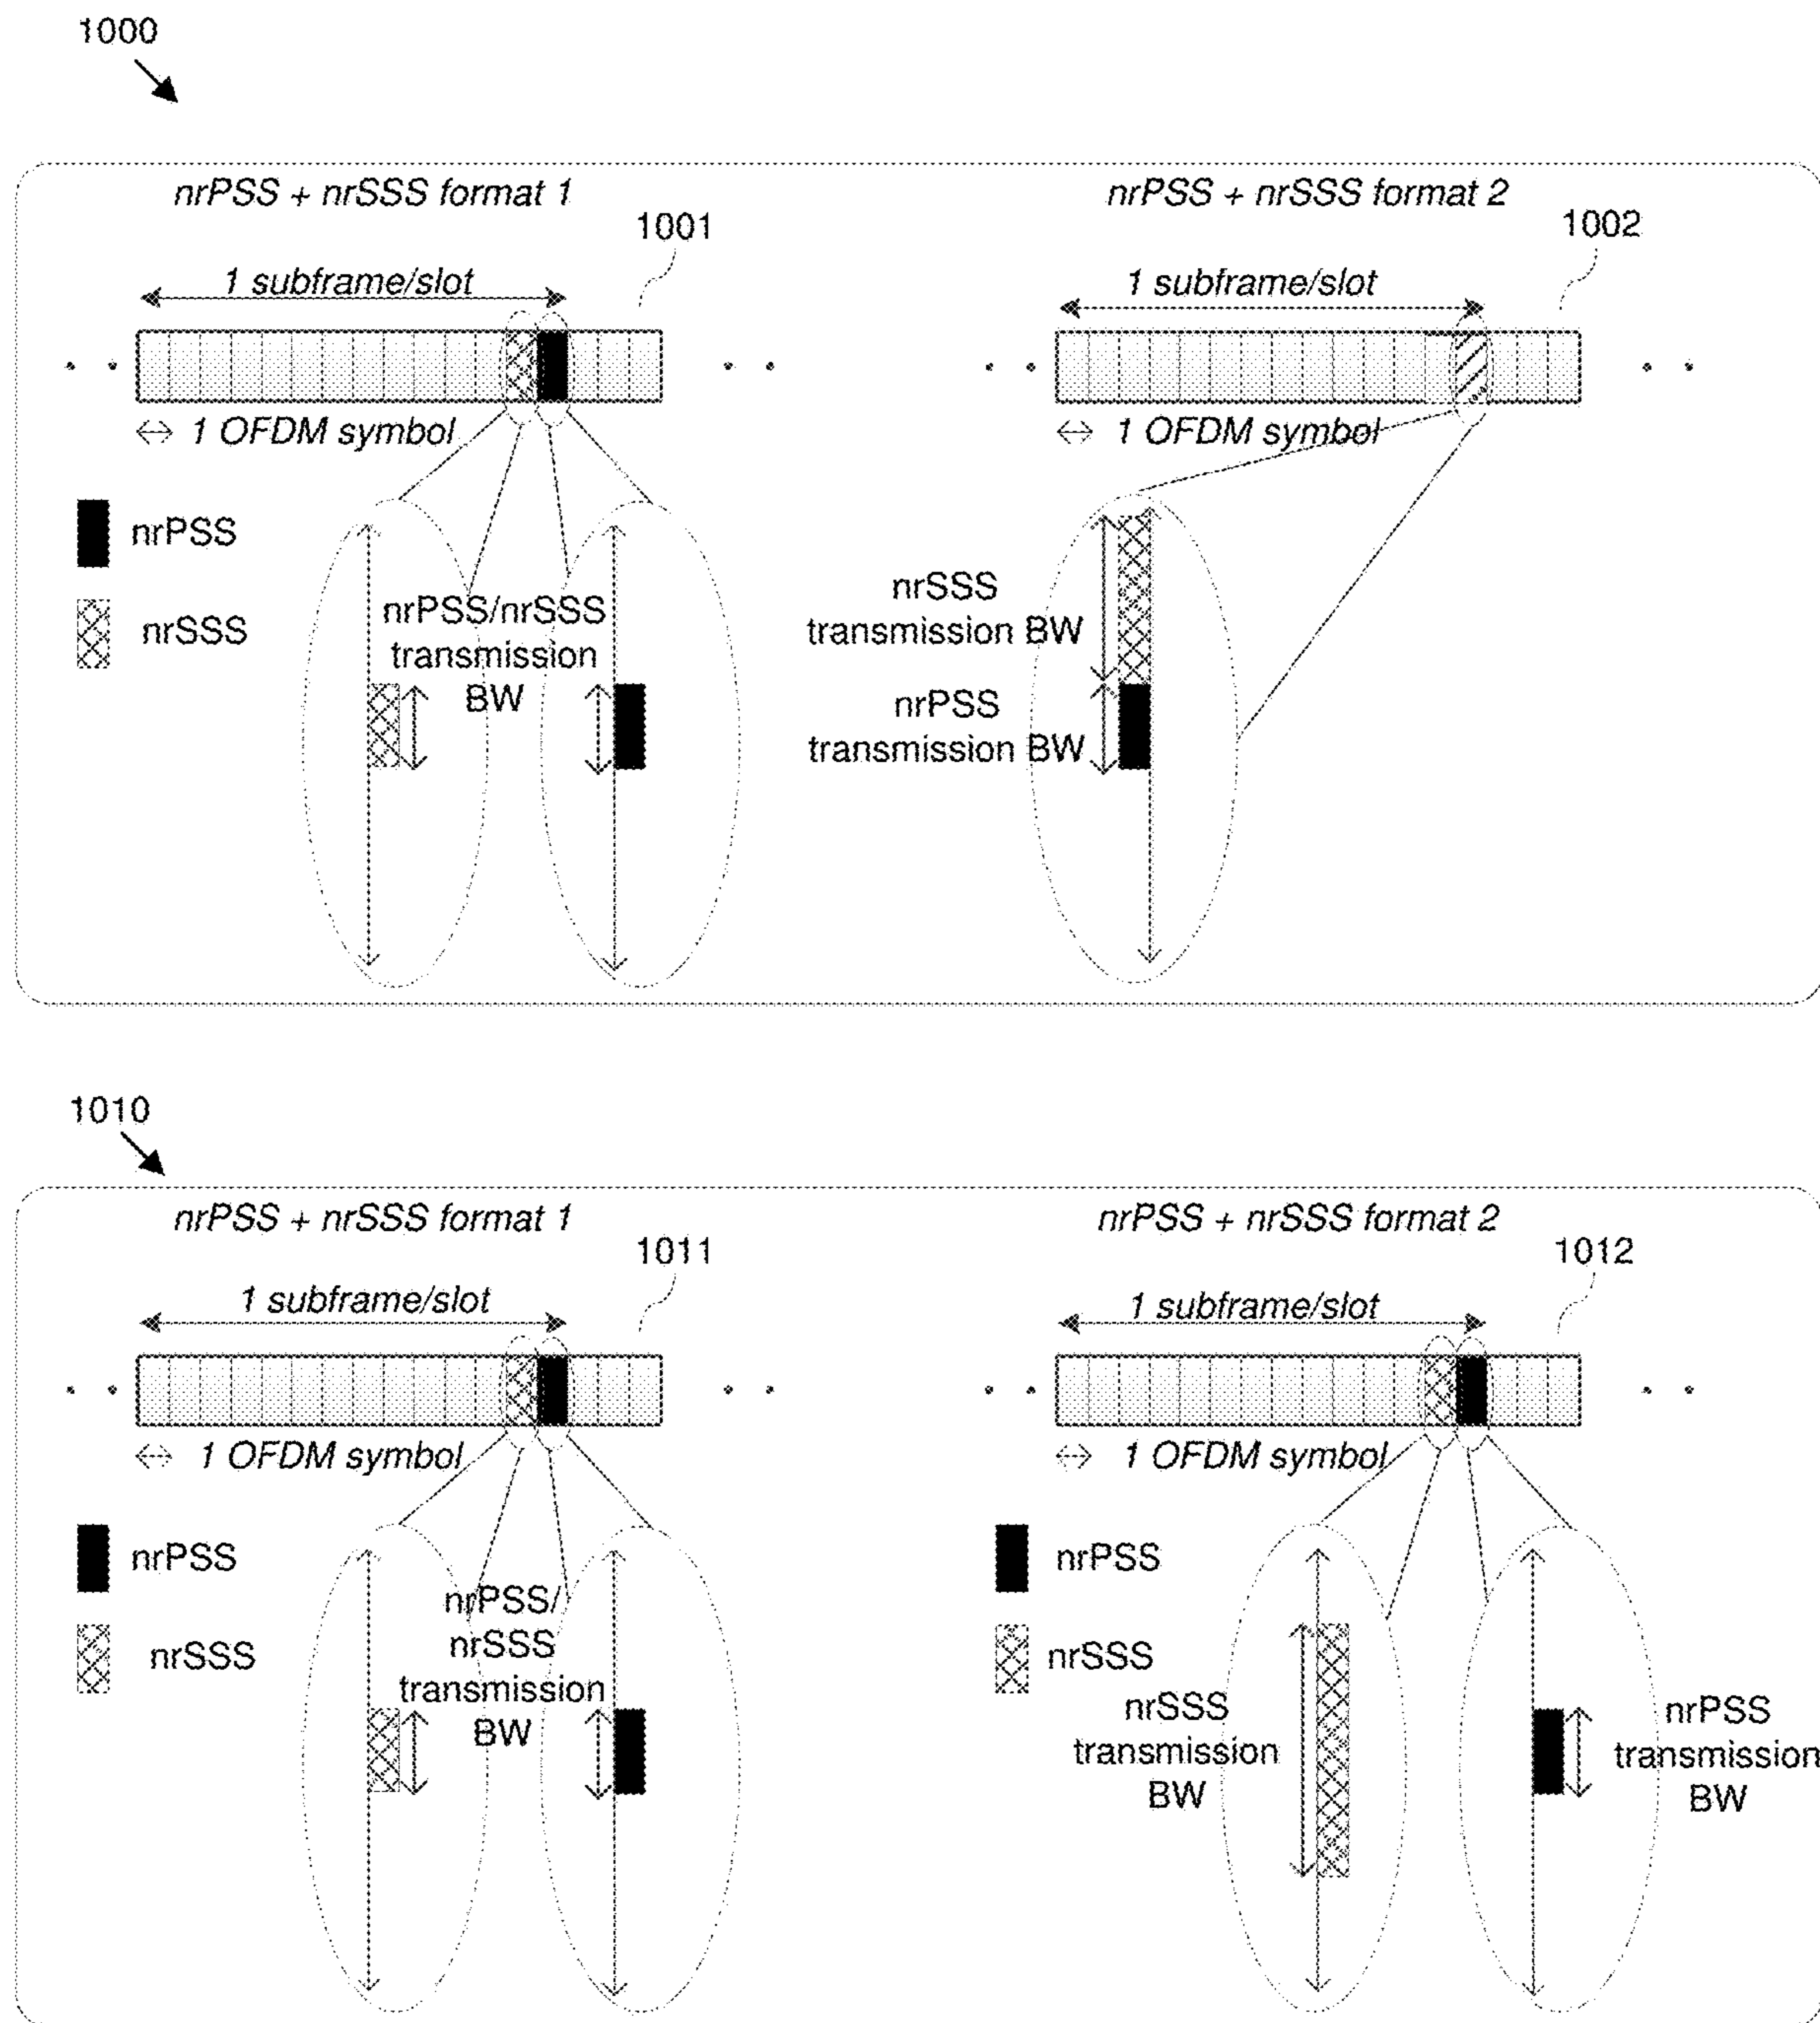 1000
nrPSS + nrSSS format 1
nrPSS + nrSSS format 2
1001
1002
1 subframe/slot
1 subframe/slot
1 OFDM symbol
1 OFDM symbol
nrPSS
nrSSS
nrPSS/nrSSS
transmission
BW
nrSSS
transmission BW
nrPSS
transmission BW
1010
nrPSS + nrSSS format 1
nrPSS + nrSSS format 2
1011
1012
1 subframe/slot
1 subframe/slot
1 OFDM symbol
1 OFDM symbol
nrPSS
nrSSS
nrPSS/
nrSSS
transmission
BW
nrPSS
nrSSS
nrSSS
transmission
BW
nrPSS
transmission
BW